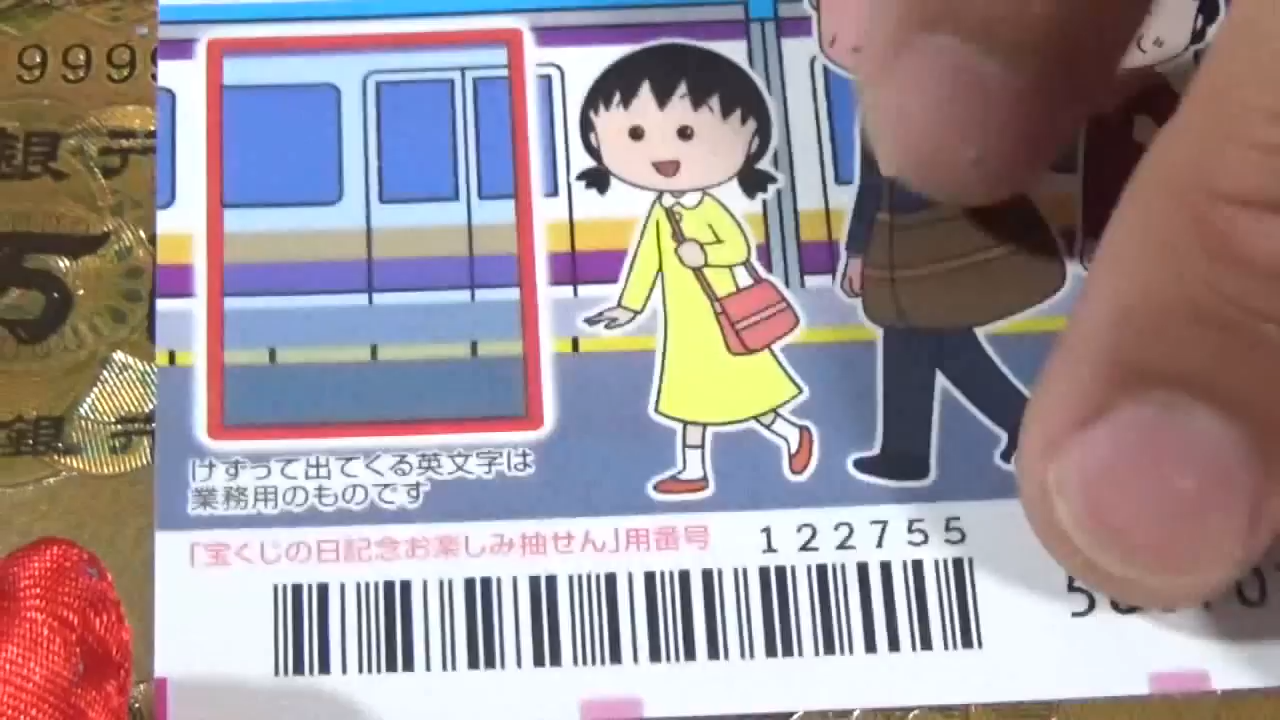 9999
銀
けずって出てくる英文字は
業務用のものです
「宝くじの日記念お楽しみ抽せん」用番号 122755
銀